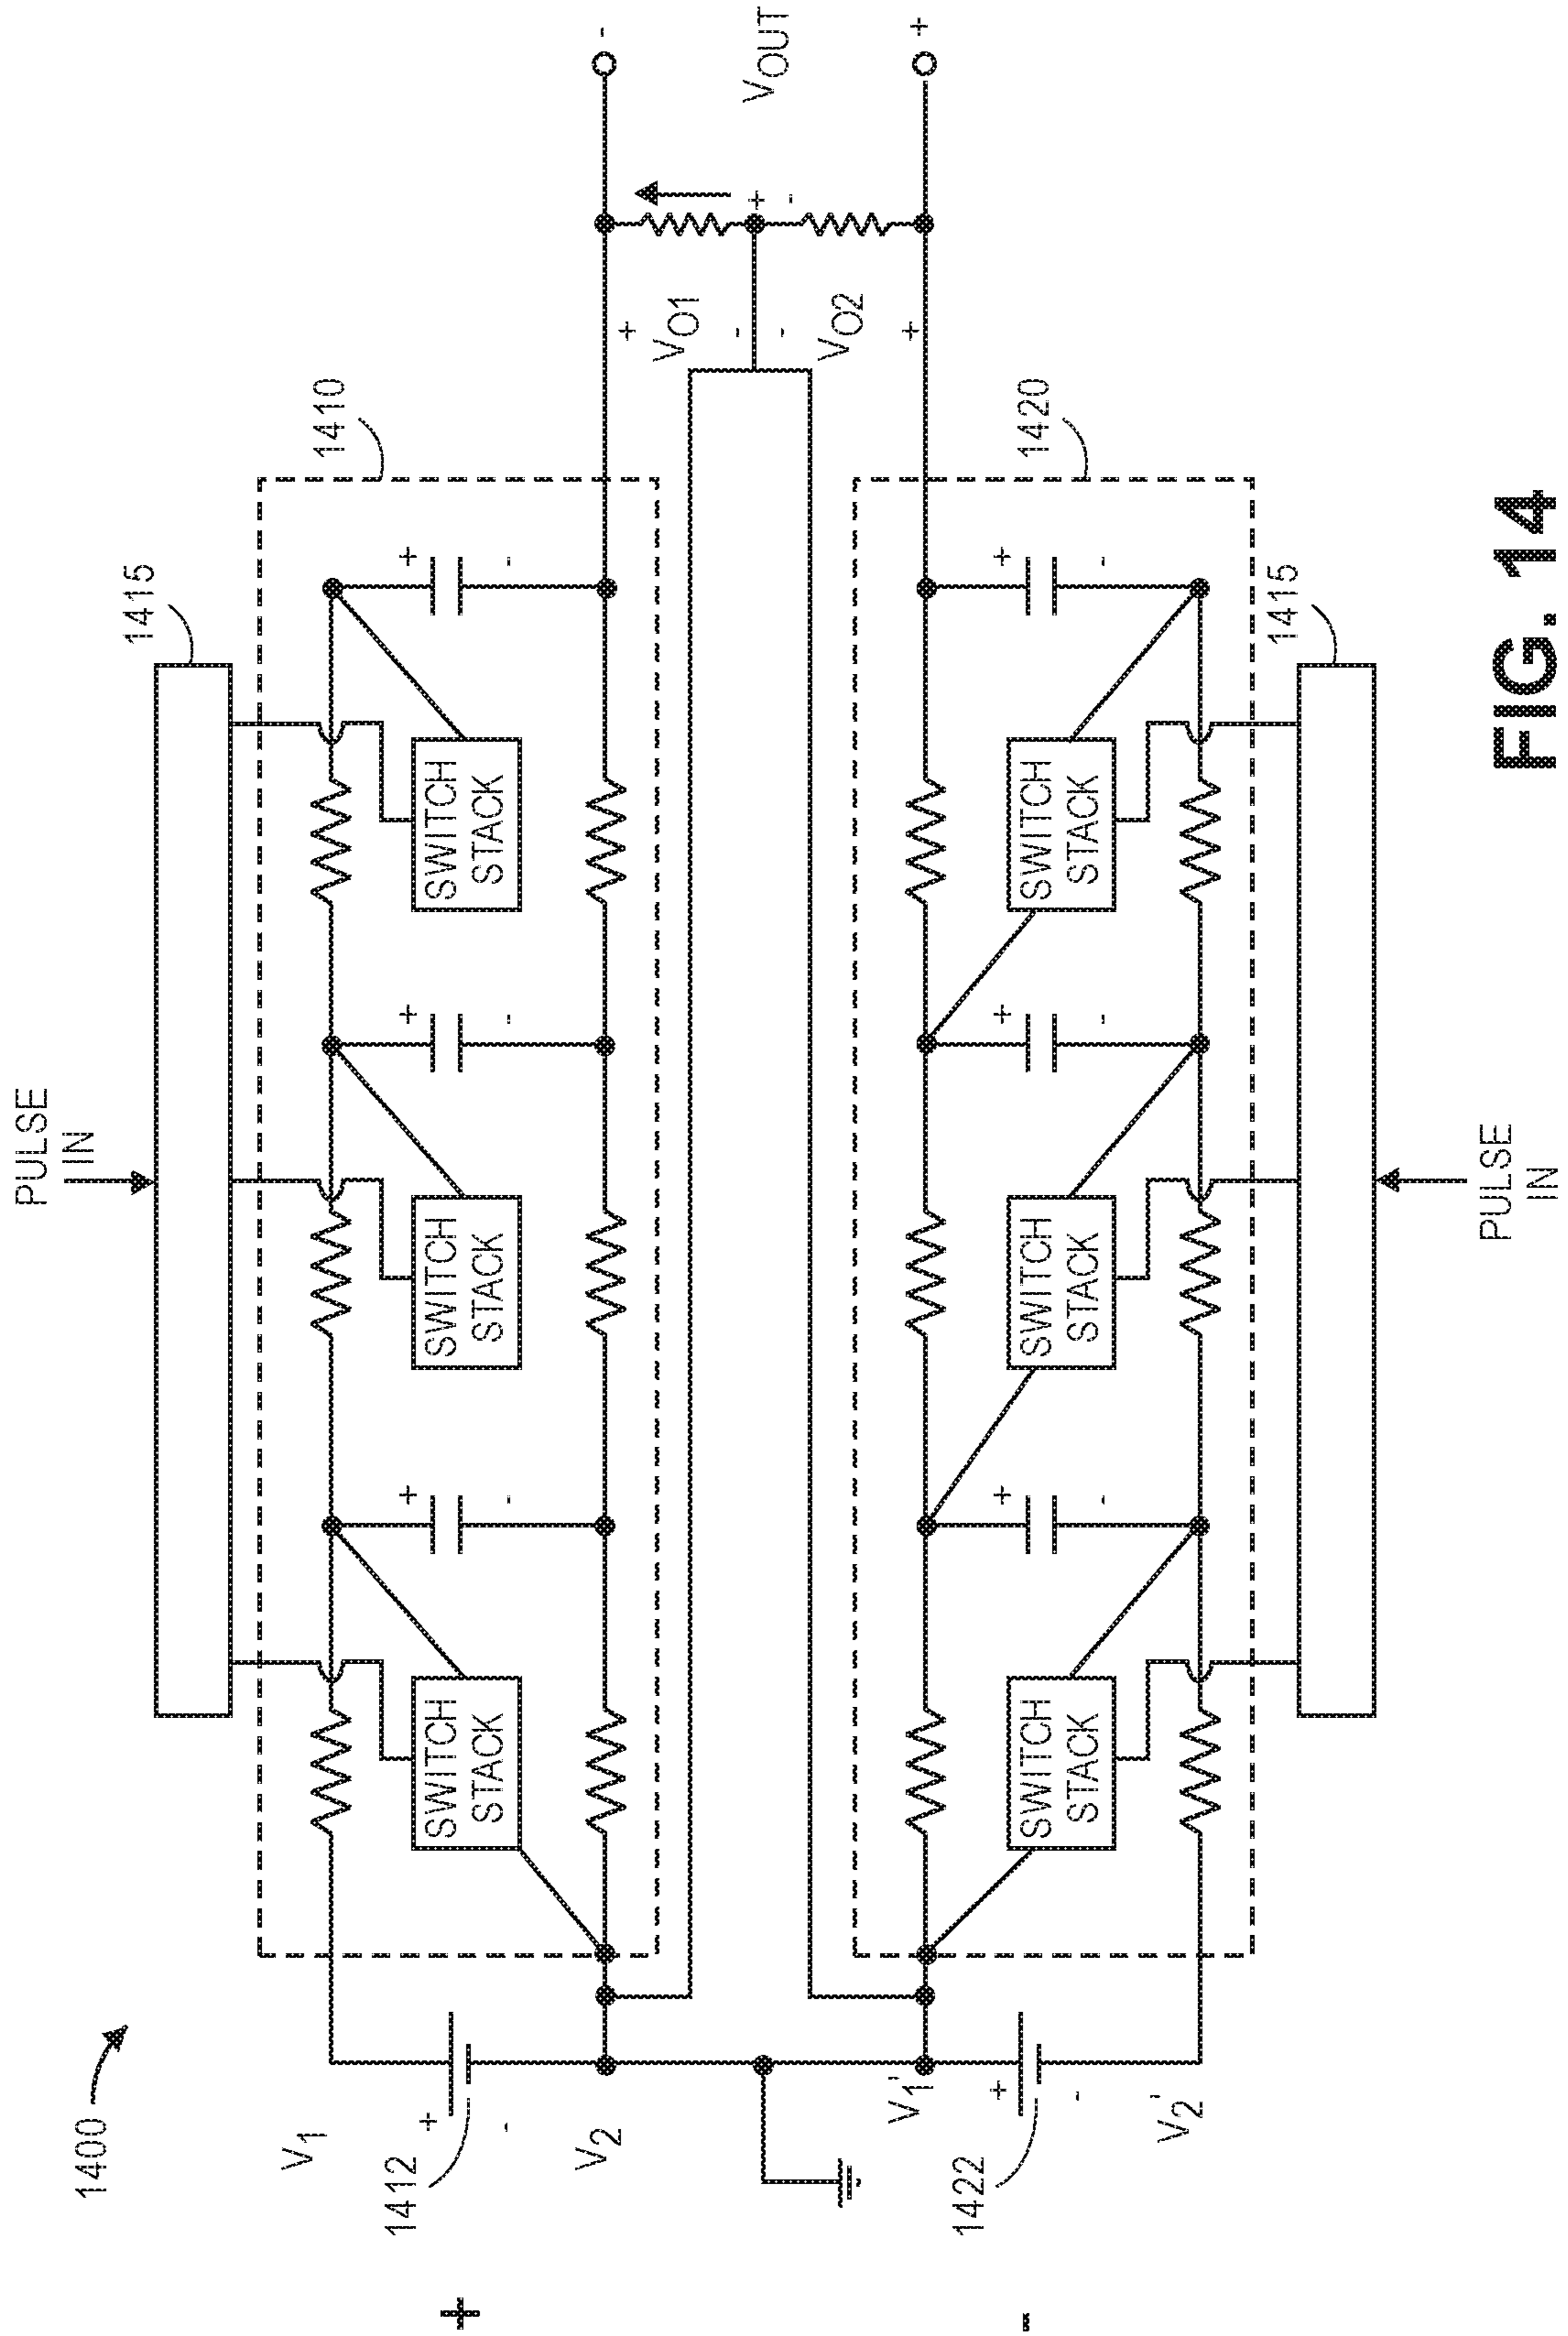 1400
PULSE
IN
1415
1410
V1
+
-
1412
V2
+
SWITCH
STACK
+
-
SWITCH
STACK
+
-
SWITCH
STACK
+
-
+
VO1
-
-
VO2
+
+
-
-
VOUT
+
V1'
+
-
1422
V2'
-
1420
SWITCH
STACK
+
-
SWITCH
STACK
+
-
SWITCH
STACK
+
-
1415
PULSE
IN
FIG. 14